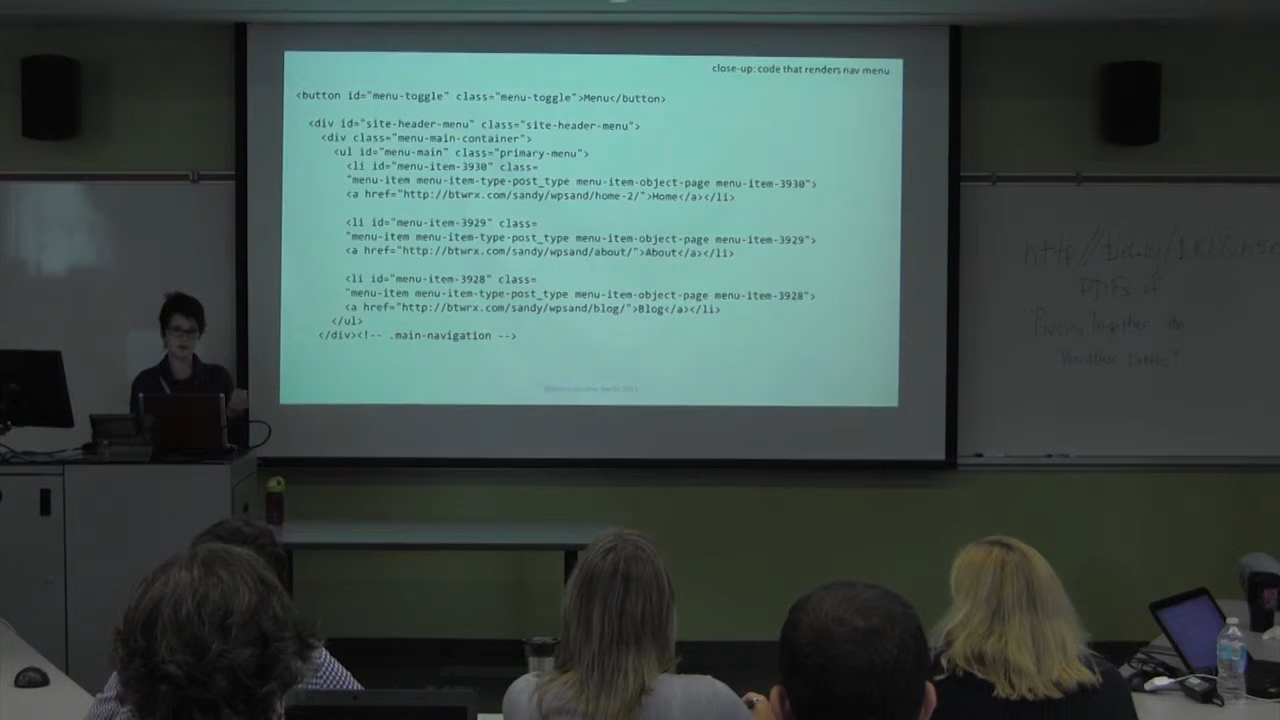 close-up: code that renders nav menu
<button id="menu-toggle" class="menu-toggle">Menu</button>
<div id="site-header-menu" class="site-header-menu">
<div class="menu-main-container">
<ul id="menu-main" class="primary-menu">
<li id="menu-item-3930" class=
"menu-item menu-item-type-post_type menu-item-object-page menu-item-3930">
<a href="http://btwrx.com/sandy/wpsand/home-2/">Home</a></li>
<li id="menu-item-3929" class=
"menu-item menu-item-type-post_type menu-item-object-page menu-item-3929">
<a href="http://btwrx.com/sandy/wpsand/about/">About</a></li>
<li id="menu-item-3928" class=
"menu-item menu-item-type-post_type menu-item-object-page menu-item-3928">
<a href="http://btwrx.com/sandy/wpsand/blog/">Blog</a></li>
</ul>
</div><!-- .main-navigation -->
PDFs of